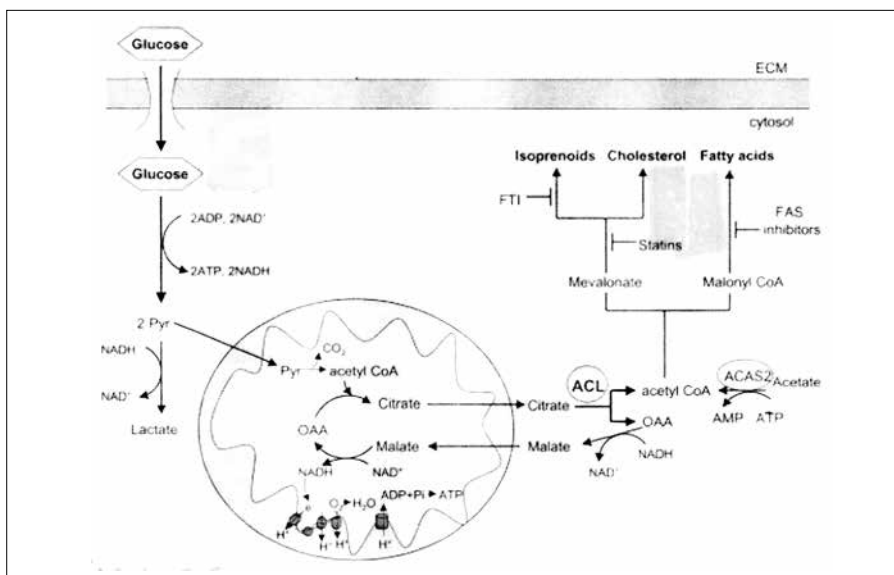 Glucose
ECM
cytosol
Isoprenoids Cholesterol Fatty acids
Glucose
FTI
FAS
inhibitors
2ADP, 2NAD+
Statins
2ATP, 2NADH
Mevalonate
Malonyl CoA
2 Pyr
NADH
CO2
Pyr
acetyl CoA
ACL
acetyl CoA
ACAS2
Acetate
NAD+
Citrate
Citrate
AMP
ATP
Lactate
OAA
OAA
Malate
Malate
NADH
NAD+
NAD+
NADH
e
O2
H2O
ADP+Pi
ATP
H+
H+
H+
H+